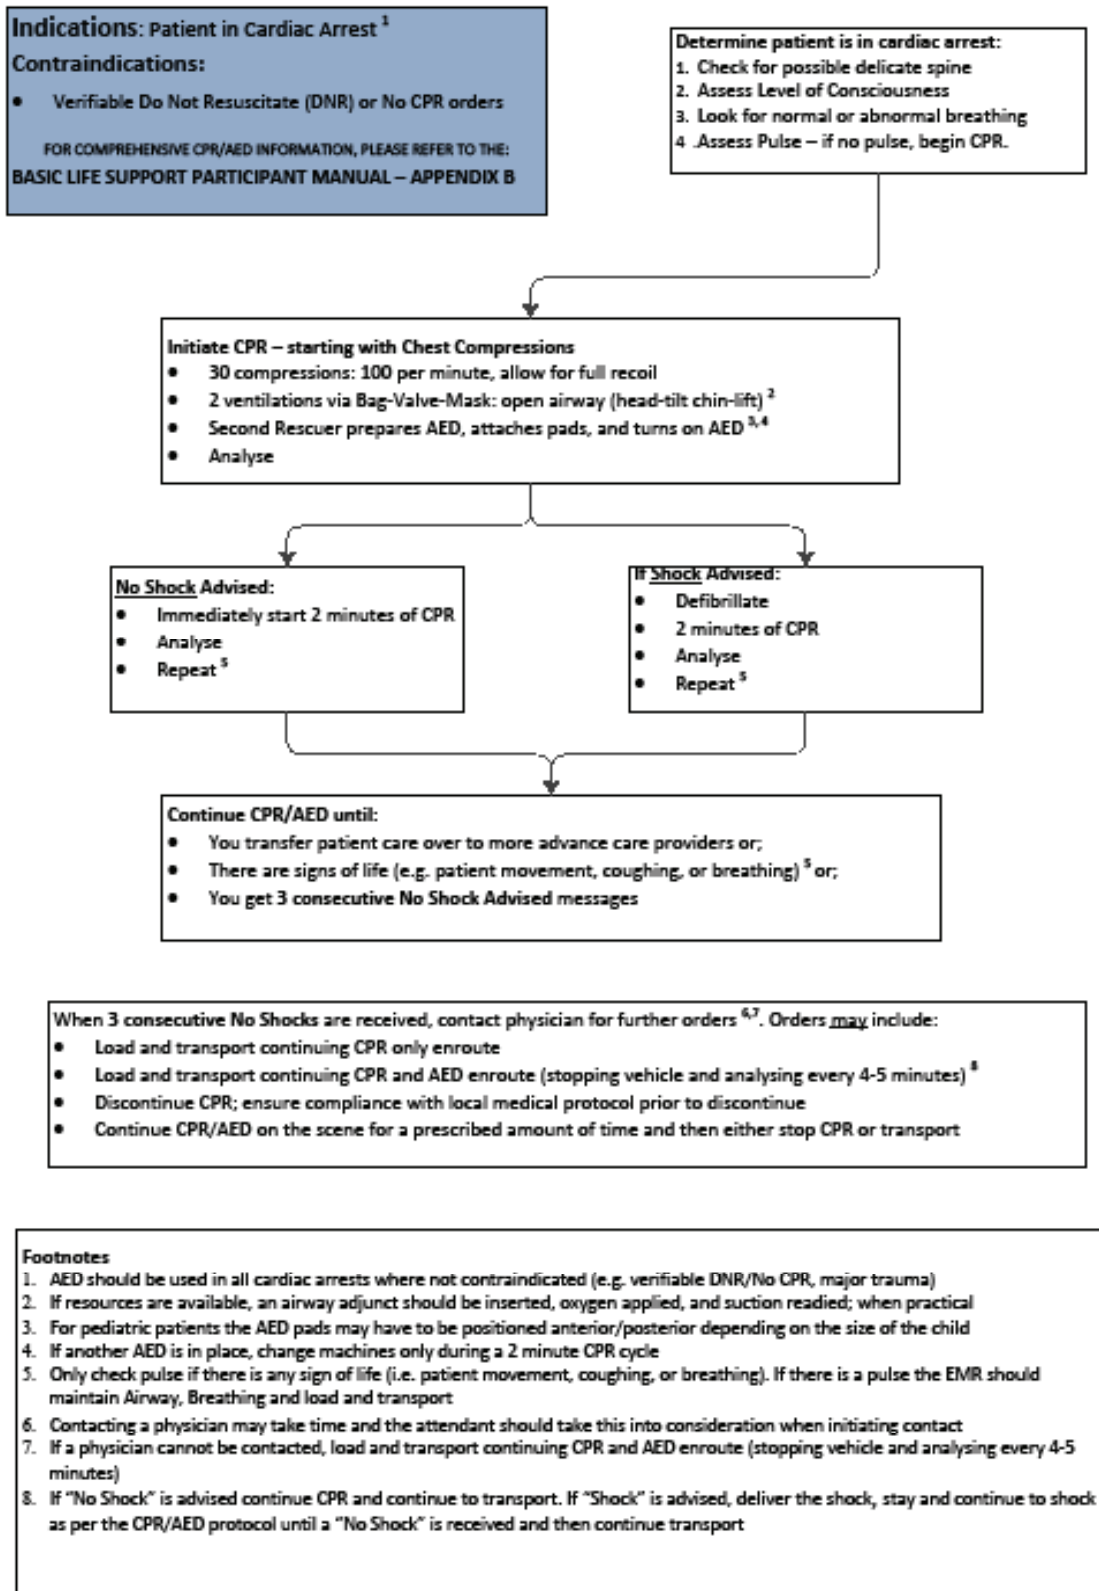 Indications: Patient in Cardiac Arrest 1
Contraindications:
• Verifiable Do Not Resuscitate (DNR) or No CPR orders
FOR COMPREHENSIVE CPR/AED INFORMATION, PLEASE REFER TO THE:
BASIC LIFE SUPPORT PARTICIPANT MANUAL – APPENDIX B
Determine patient is in cardiac arrest:
1. Check for possible delicate spine
2. Assess Level of Consciousness
3. Look for normal or abnormal breathing
4 .Assess Pulse – if no pulse, begin CPR.
Initiate CPR – starting with Chest Compressions
• 30 compressions: 100 per minute, allow for full recoil
• 2 ventilations via Bag-Valve-Mask: open airway (head-tilt chin-lift) 2
• Second Rescuer prepares AED, attaches pads, and turns on AED 3,4
• Analyse
No Shock Advised:
• Immediately start 2 minutes of CPR
• Analyse
• Repeat 5
If Shock Advised:
• Defibrillate
• 2 minutes of CPR
• Analyse
• Repeat 5
Continue CPR/AED until:
• You transfer patient care over to more advance care providers or;
• There are signs of life (e.g. patient movement, coughing, or breathing) 5 or;
• You get 3 consecutive No Shock Advised messages
When 3 consecutive No Shocks are received, contact physician for further orders 6,7. Orders may include:
• Load and transport continuing CPR only enroute
• Load and transport continuing CPR and AED enroute (stopping vehicle and analysing every 4-5 minutes) 8
• Discontinue CPR; ensure compliance with local medical protocol prior to discontinue
• Continue CPR/AED on the scene for a prescribed amount of time and then either stop CPR or transport
Footnotes
1. AED should be used in all cardiac arrests where not contraindicated (e.g. verifiable DNR/No CPR, major trauma)
2. If resources are available, an airway adjunct should be inserted, oxygen applied, and suction readied; when practical
3. For pediatric patients the AED pads may have to be positioned anterior/posterior depending on the size of the child
4. If another AED is in place, change machines only during a 2 minute CPR cycle
5. Only check pulse if there is any sign of life (i.e. patient movement, coughing, or breathing). If there is a pulse the EMR should
maintain Airway, Breathing and load and transport
6. Contacting a physician may take time and the attendant should take this into consideration when initiating contact
7. If a physician cannot be contacted, load and transport continuing CPR and AED enroute (stopping vehicle and analysing every 4-5
minutes)
8. If “No Shock” is advised continue CPR and continue to transport. If “Shock” is advised, deliver the shock, stay and continue to shock
as per the CPR/AED protocol until a “No Shock” is received and then continue transport